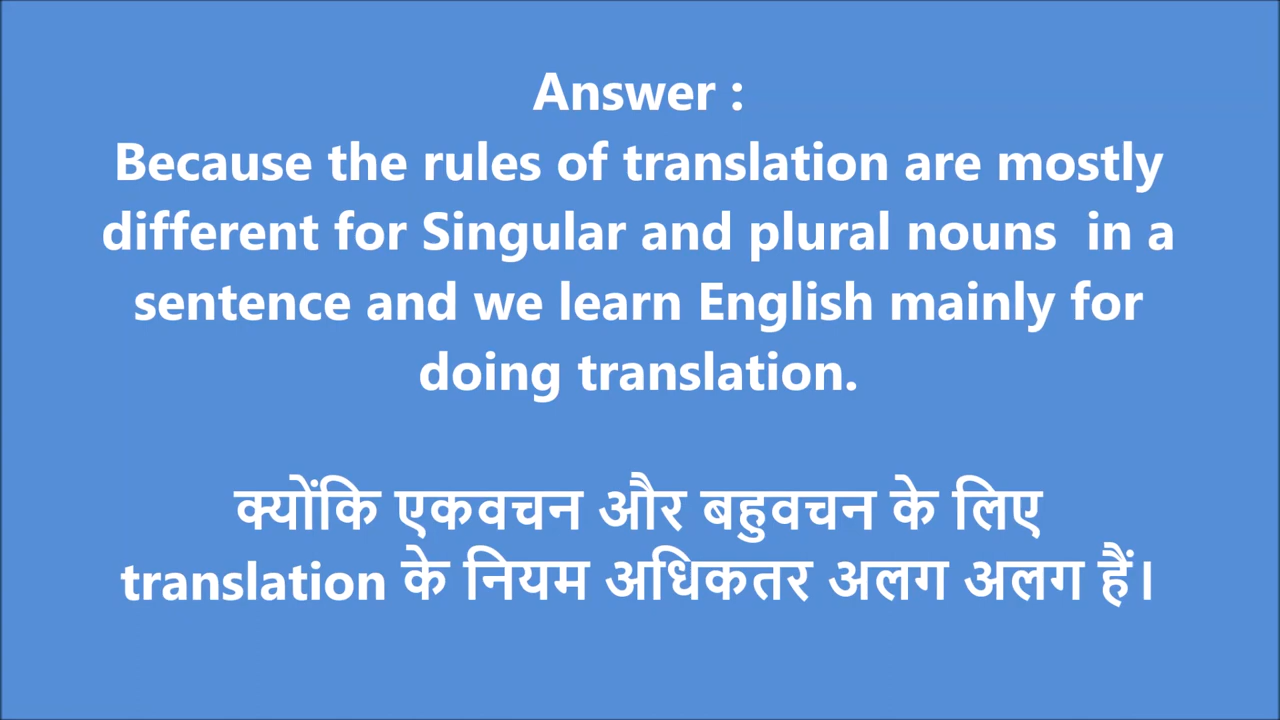 Answer :
Because the rules of translation are mostly
different for Singular and plural nouns  in a
sentence and we learn English mainly for
doing translation.
क्योंकि एकवचन और बहुवचन के लिए
translation के नियम अधिकतर अलग अलग हैं।